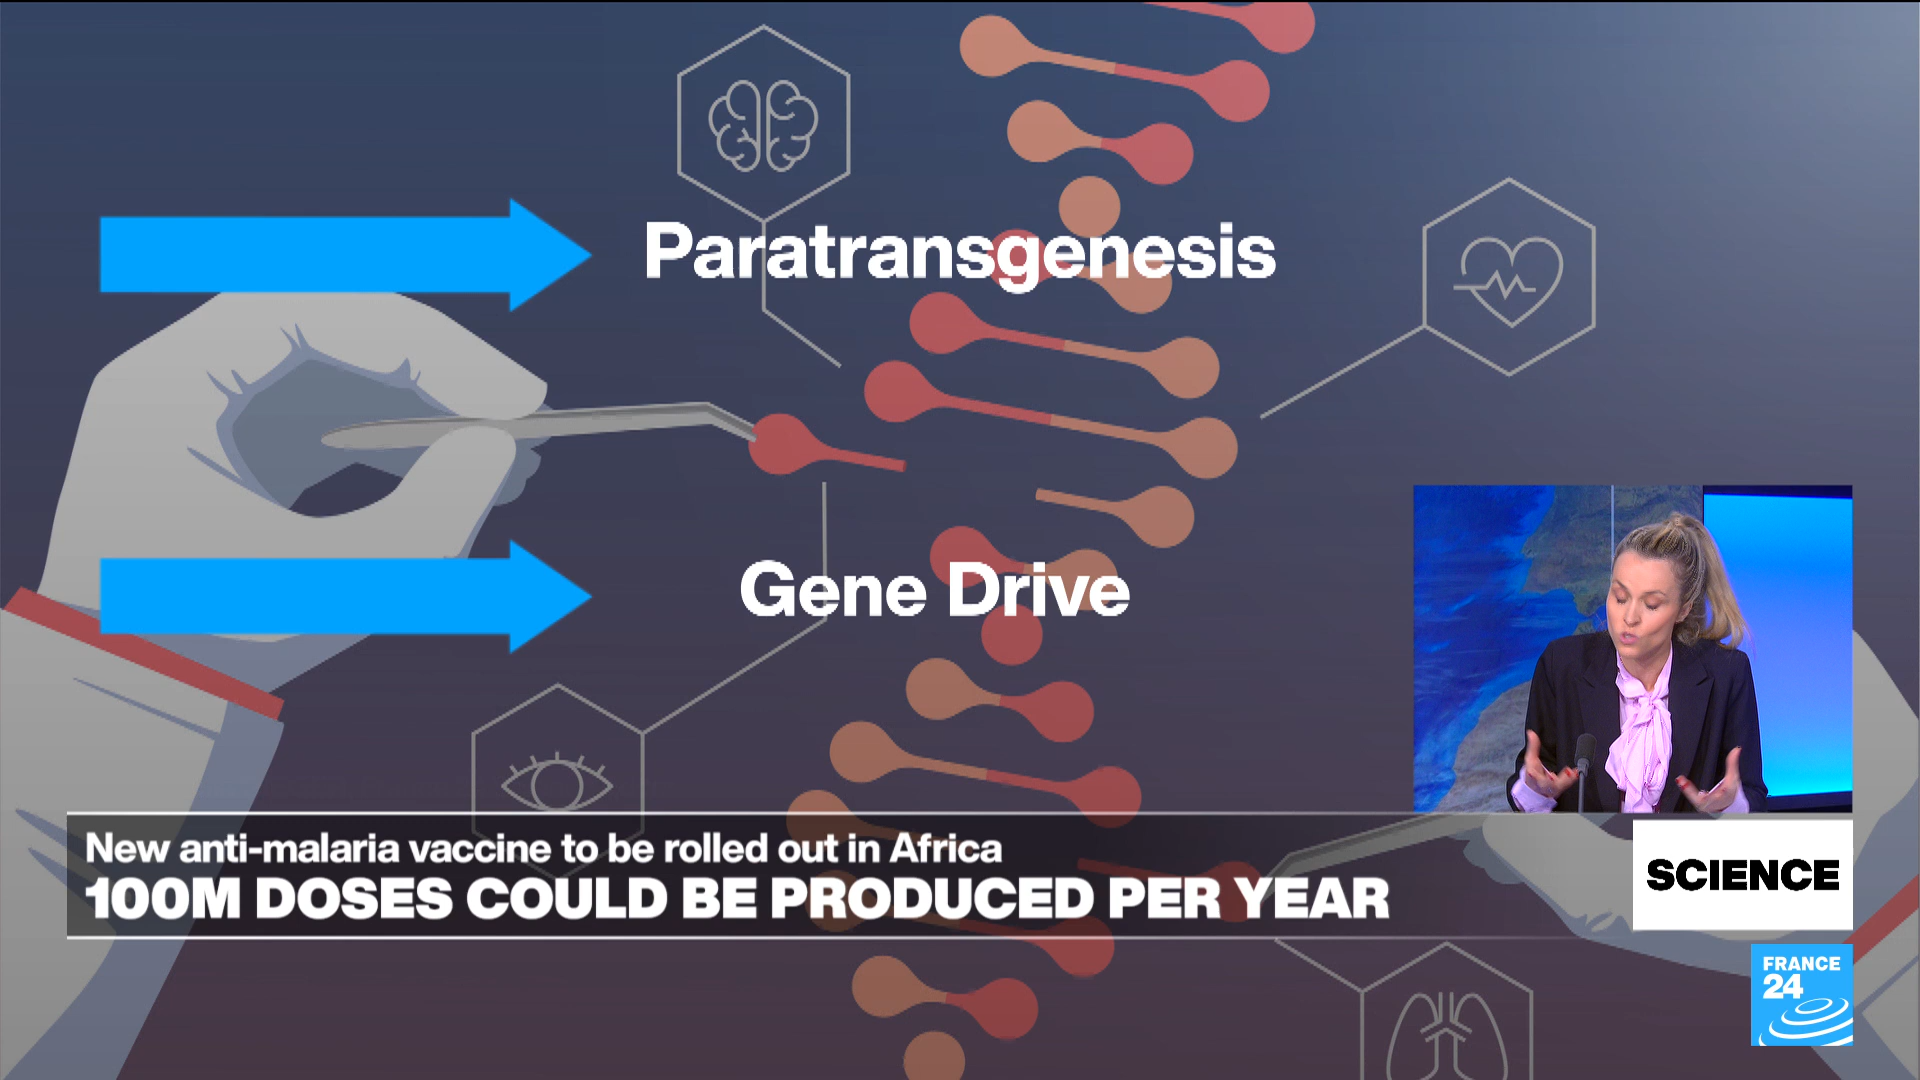 Paratransgenesis
Gene Drive
New anti-malaria vaccine to be rolled out in Africa
100M DOSES COULD BE PRODUCED PER YEAR
SCIENCE
FRANCE
24